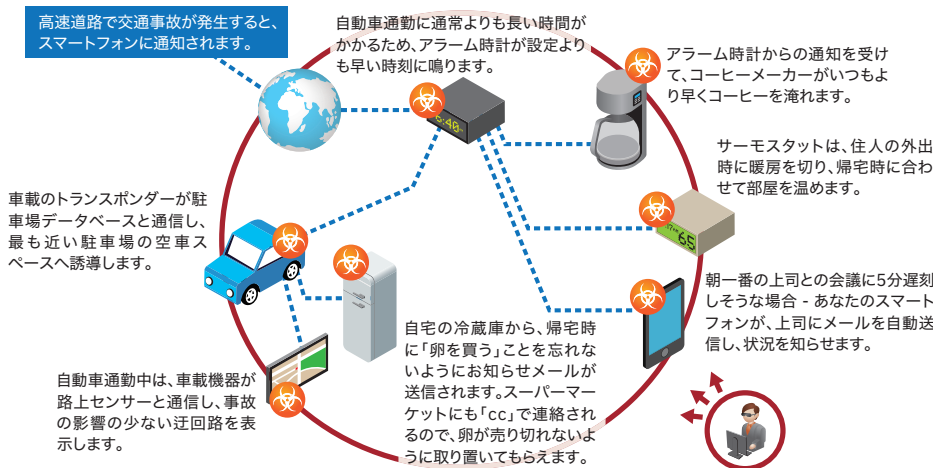 高速道路で交通事故が発生すると、
スマートフォンに通知されます。
自動車通勤に通常よりも長い時間が
かかるため、アラーム時計が設定より
も早い時刻に鳴ります。
アラーム時計からの通知を受け
て、コーヒーメーカーがいつもよ
り早くコーヒーを淹れます。
6:40
サーモスタットは、住人の外出
時に暖房を切り、帰宅時に合わ
せて部屋を温めます。
65
車載のトランスポンダーが駐
車場データベースと通信し、
最も近い駐車場の空車ス
ペースへ誘導します。
朝一番の上司との会議に5分遅刻
しそうな場合 - あなたのスマート
フォンが、上司にメールを自動送
信し、状況を知らせます。
自宅の冷蔵庫から、帰宅時
に「卵を買う」ことを忘れな
いようにお知らせメールが
送信されます。スーパーマー
ケットにも「cc」で連絡され
るので、卵が売り切れないよ
うに取り置いてもらえます。
自動車通勤中は、車載機器が
路上センサーと通信し、事故
の影響の少ない迂回路を表
示します。